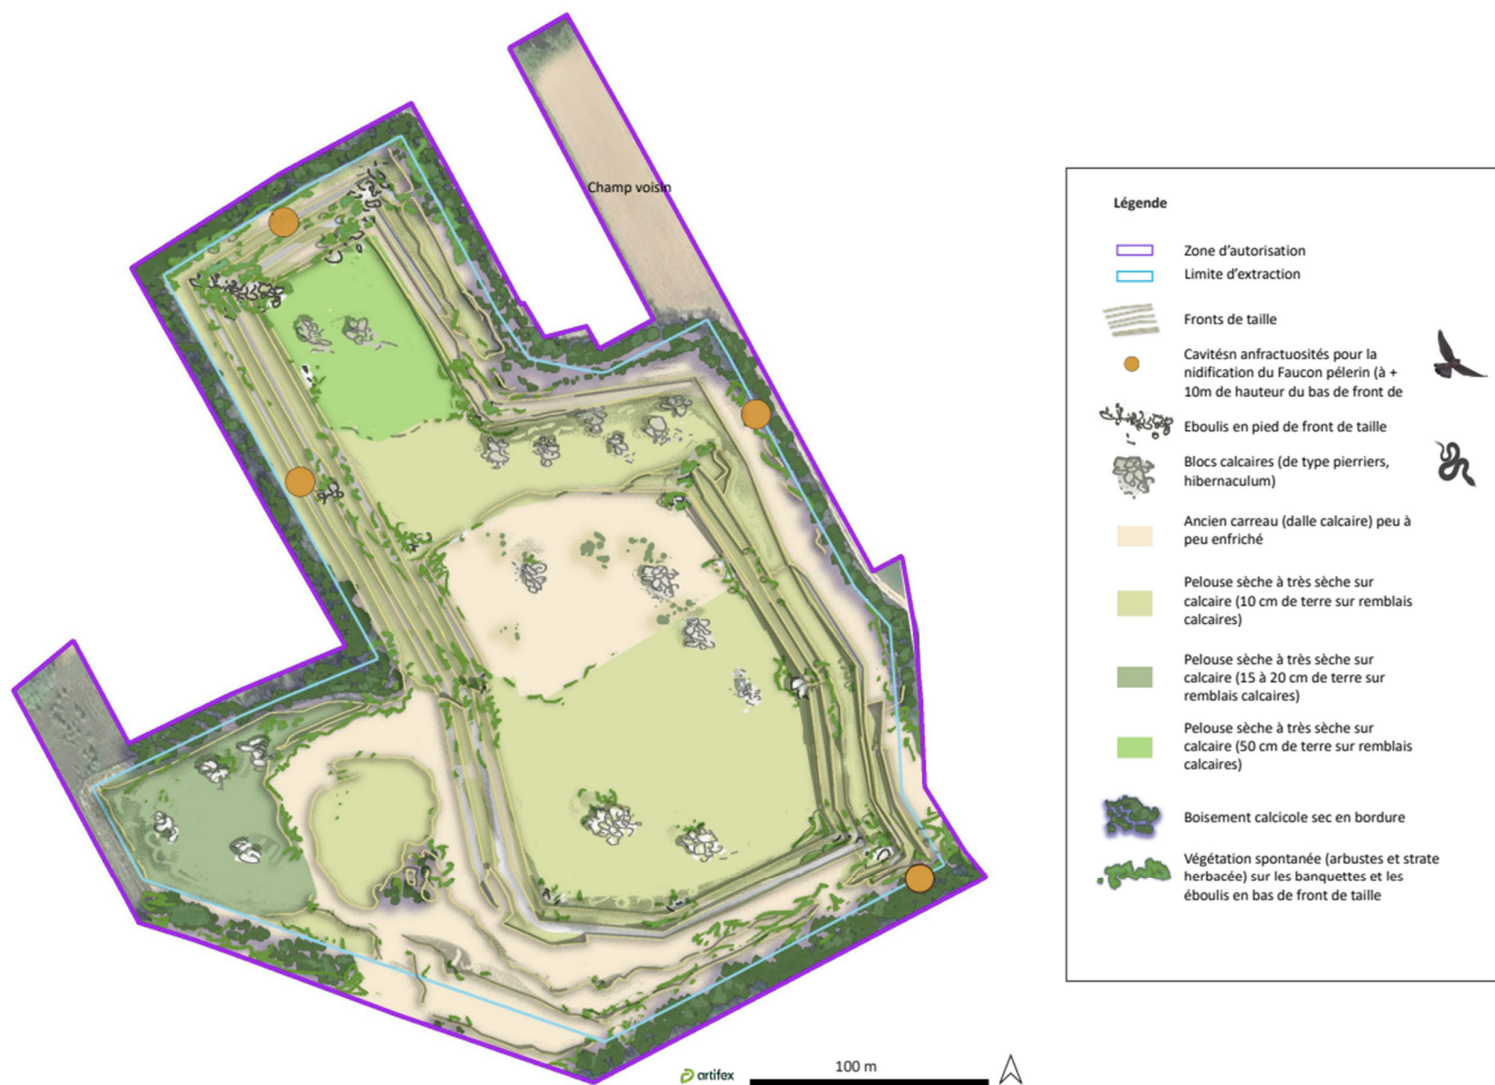 Champ voisin
Légende
Zone d'autorisation
Limite d'extraction
Fronts de taille
Cavitésn anfractuosités pour la
nidification du Faucon pélerin (à +
10m de hauteur du bas de front de
Eboulis en pied de front de taille
Blocs calcaires (de type pierriers,
hibernaculum)
Ancien carreau (dalle calcaire) peu à
peu enfriché
Pelouse sèche à très sèche sur
calcaire (10 cm de terre sur remblais
calcaires)
Pelouse sèche à très sèche sur
calcaire (15 à 20 cm de terre sur
remblais calcaires)
Pelouse sèche à très sèche sur
calcaire (50 cm de terre sur remblais
calcaires)
Boisement calcicole sec en bordure
Végétation spontanée (arbustes et strate
herbacée) sur les banquettes et les
éboulis en bas de front de taille
artifex
100 m